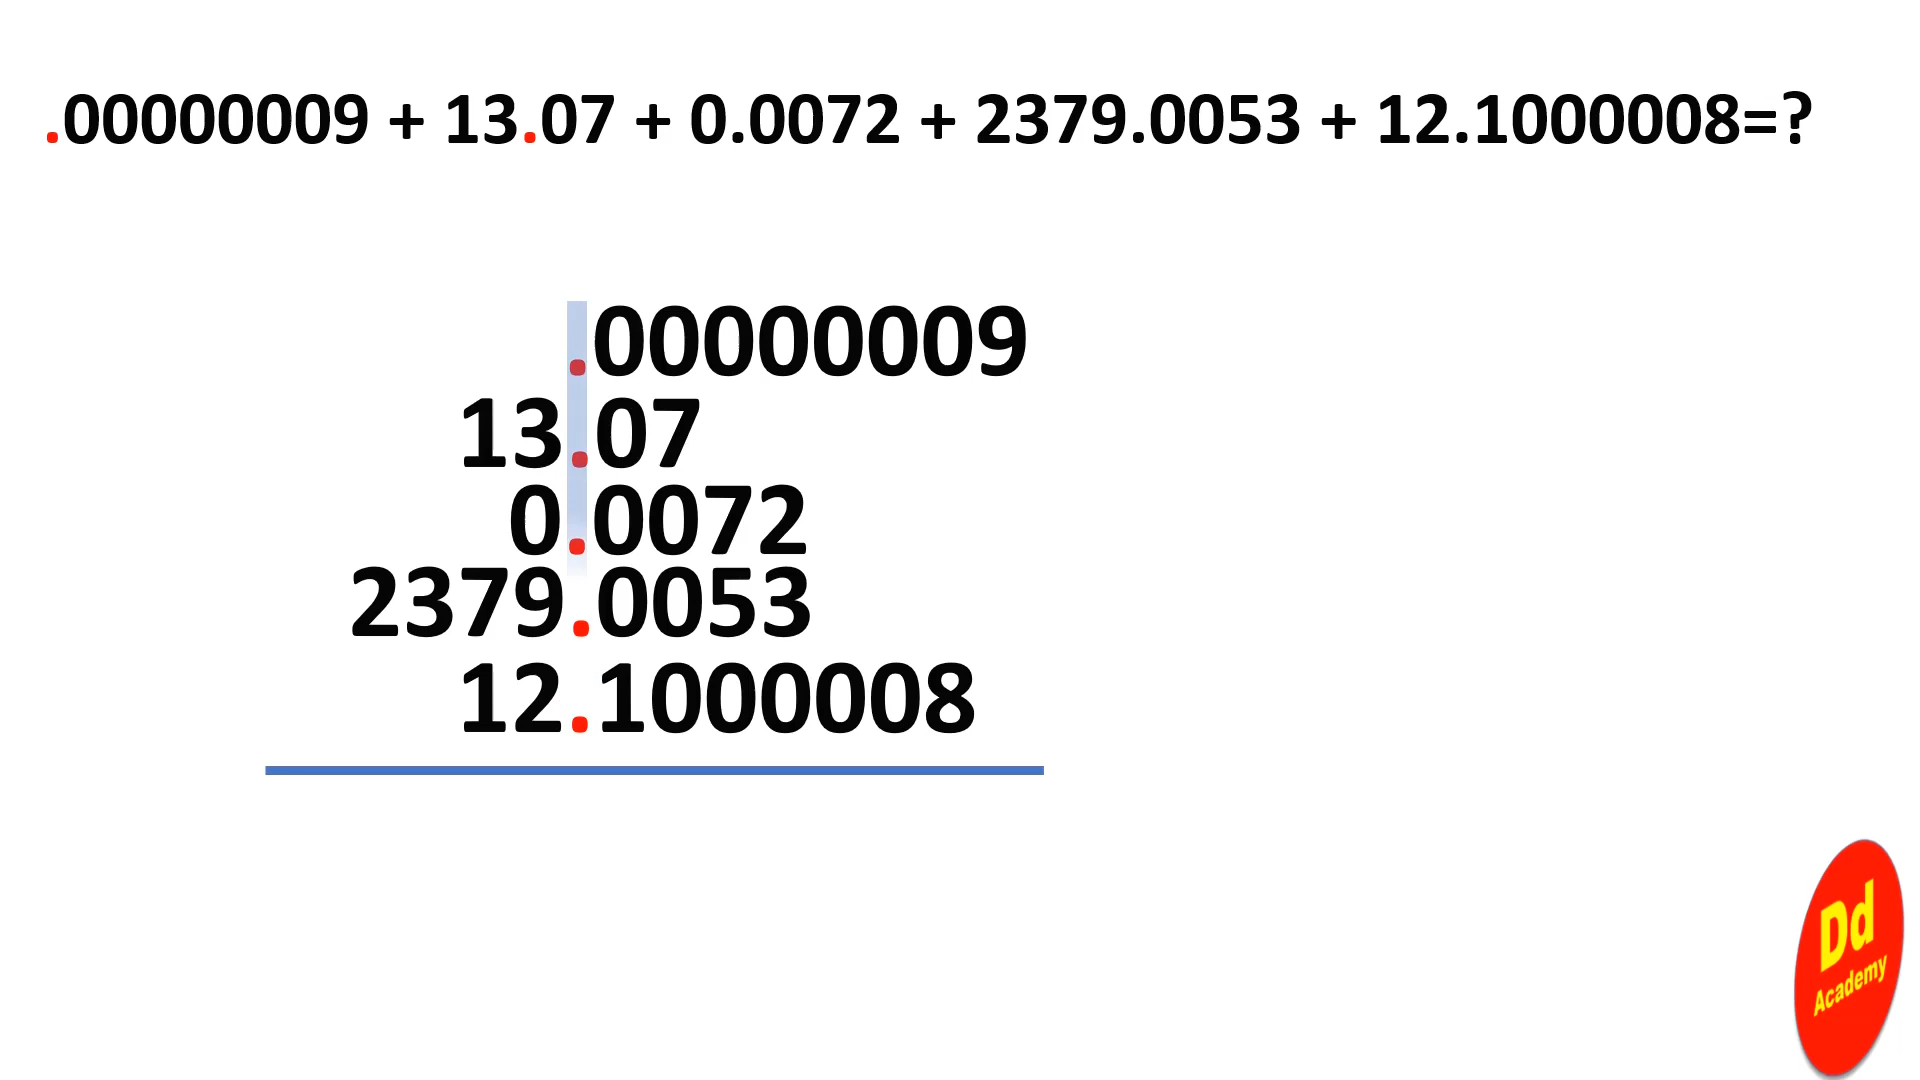 .00000009 + 13.07 + 0.0072 + 2379.0053 + 12.1000008=?
.00000009
13.07
0.0072
2379.0053
12.1000008
Dd
Academy